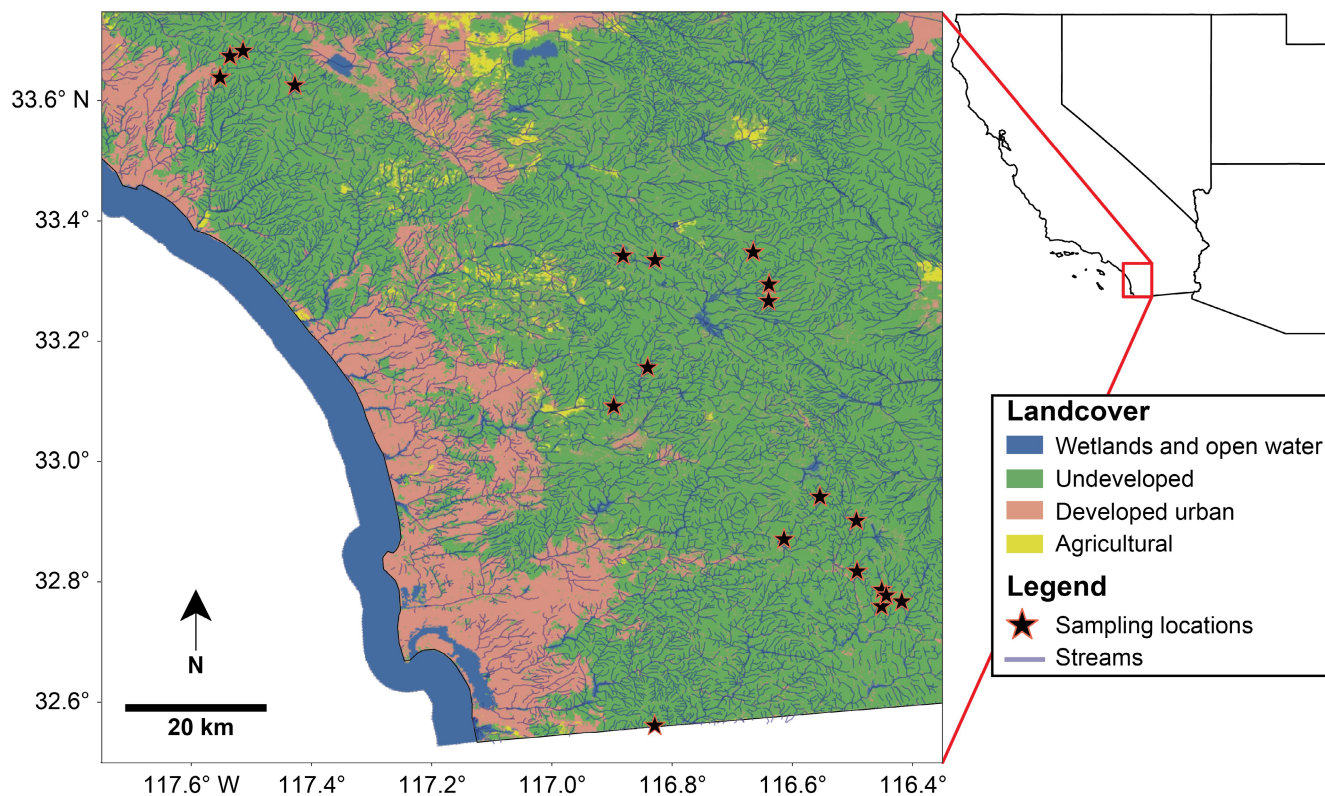 33.6° N
33.4°
33.2°
33.0°
32.8°
32.6°
N
20 km
117.6° W
117.4°
117.2°
117.0°
116.8°
116.6°
116.4°
Landcover
Wetlands and open water
Undeveloped
Developed urban
Agricultural
Legend
Sampling locations
Streams